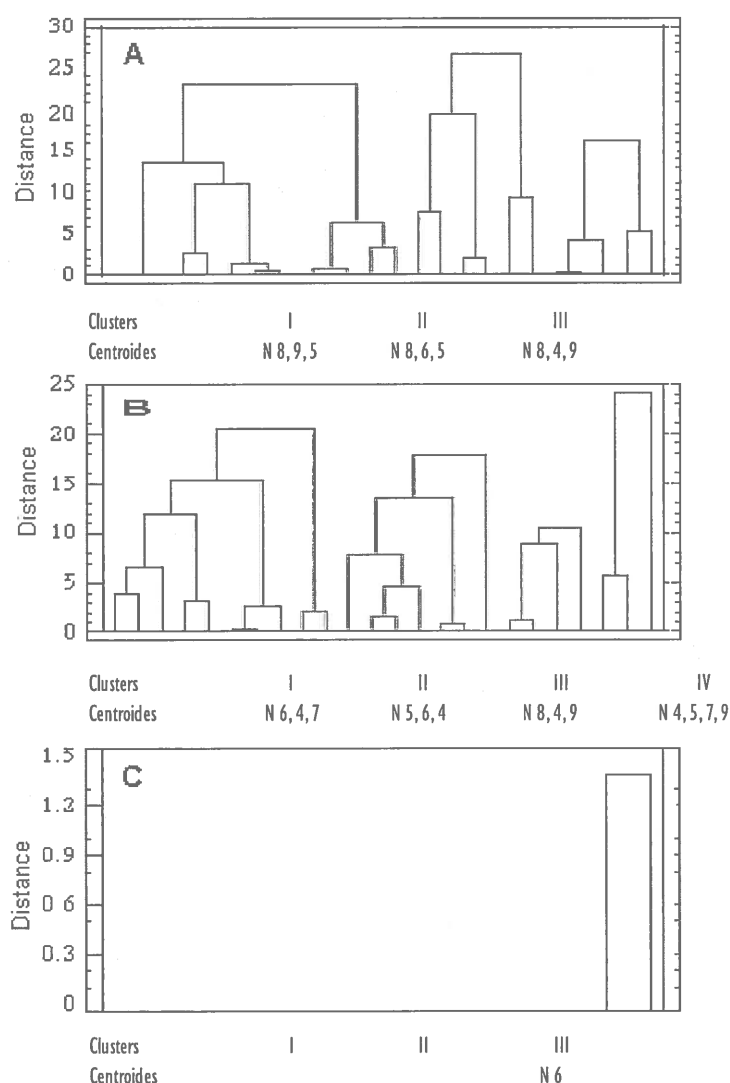 A
30
25
20
15
10
5
0
Distance
Clusters I II III
Centroides N 8,9,5 N 8,6,5 N 8,4,9
B
25
20
15
10
5
0
Distance
Clusters I II III IV
Centroides N 6,4,7 N 5,6,4 N 8,4,9 N 4,5,7,9
C
1.5
1.2
0.9
0 6
0.3
0
Distance
Clusters I II III
Centroides N 6